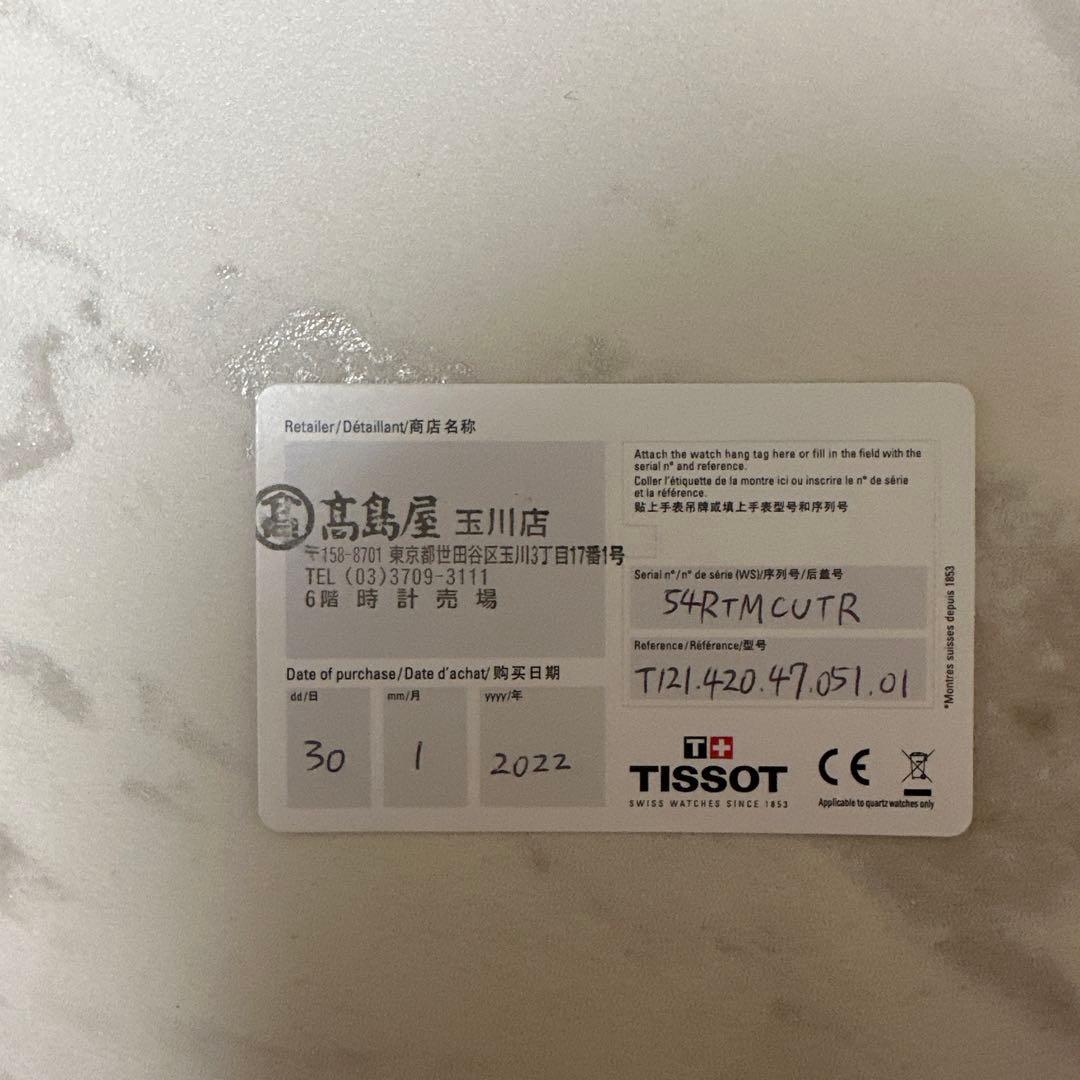 Retailer/Détaillant/商店名称
髙 髙島屋 玉川店
〒158-8701 東京都世田谷区玉川3丁目17番1号
TEL (03)3709-3111
6階 時計売場
Date of purchase/Date d'achat/购买日期
dd/日 mm/月 yyyy/年
30 1 2022
Attach the watch hang tag here or fill in the field with the
serial n° and reference.
Coller l'étiquette de la montre ici ou inscrire le n° de série
et la référence.
贴上手表吊牌或填上手表型号和序列号
Serial n°/n° de série (WS)/序列号/后盖号
54RTMCUTR
Reference/Référence/型号
T121.420.47.051.01
*Montres suisses depuis 1853
T+
TISSOT
SWISS WATCHES SINCE 1853
CE
Applicable to quartz watches only